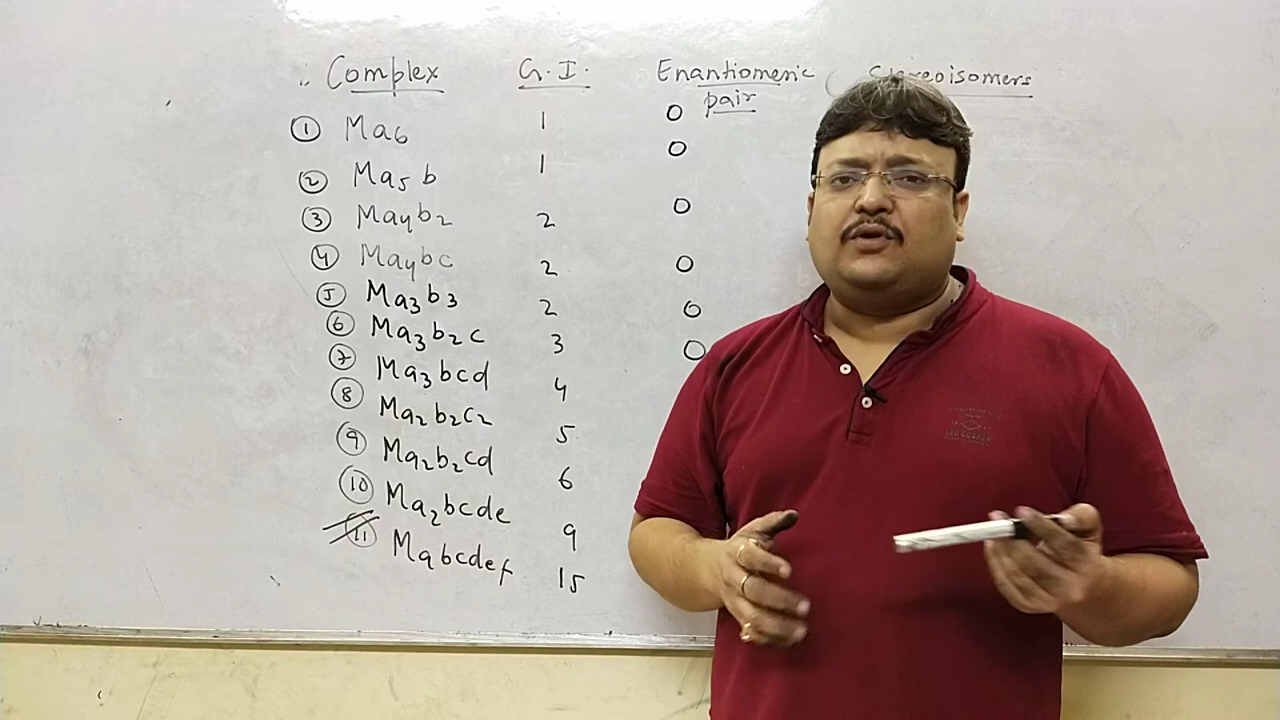 Complex G.I. Enantiomeric pair Stereoisomers
① Ma6 1 0
② Ma5b 1 0
③ Ma4b2 2 0
④ Ma4bc 2 0
⑤ Ma3b3 2 0
⑥ Ma3b2c 3 0
⑦ Ma3bcd 4
⑧ Ma2b2c2 5
⑨ Ma2b2cd 6
⑩ Ma2bcde 9
⑪ Mabcdef 15